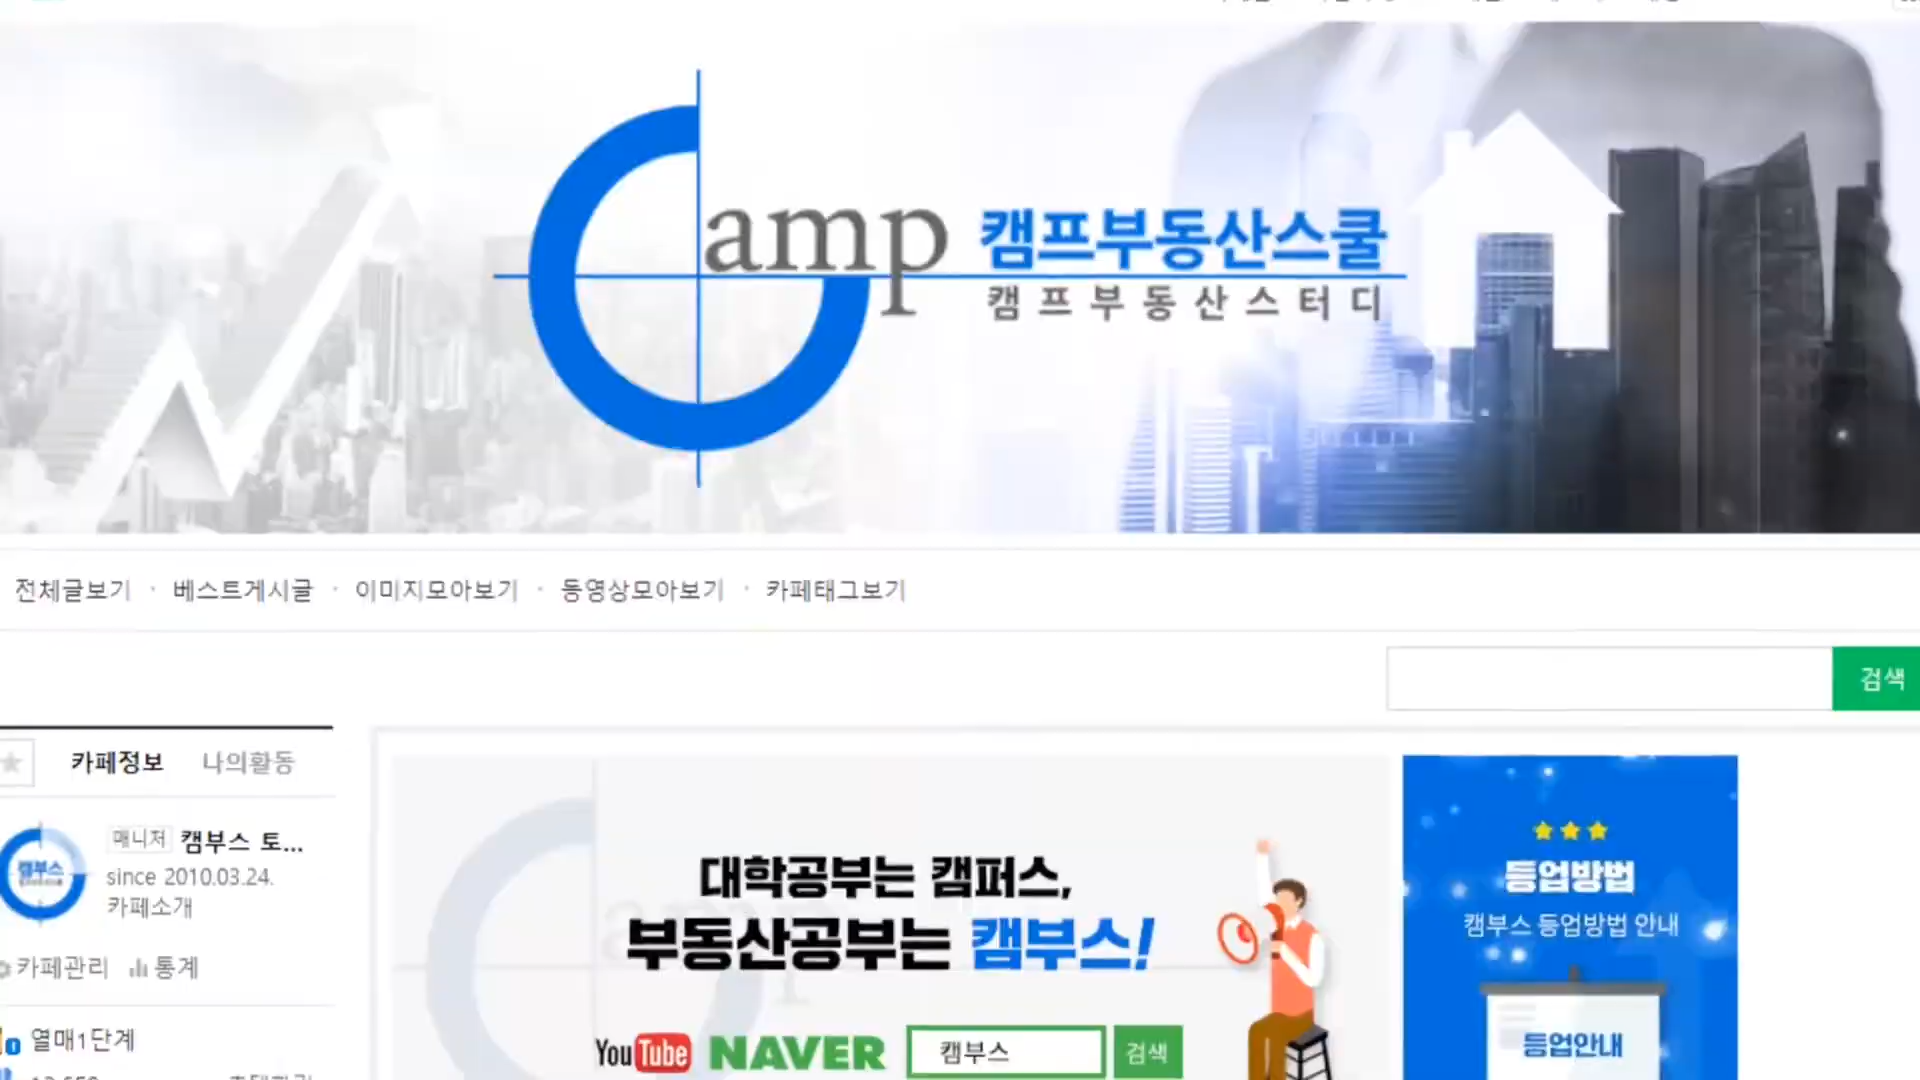 amp 캠프부동산스쿨
캠프부동산스터디
전체글보기 · 베스트게시글 · 이미지모아보기 · 동영상모아보기 · 카페태그보기
검색
카페정보 나의활동
매니저 캠부스 토...
since 2010.03.24.
카페소개
카페관리 통계
열매1단계
캠부스
대학공부는 캠퍼스,
부동산공부는 캠부스!
YouTube NAVER 캠부스 검색
등업방법
캠부스 등업방법 안내
등업안내